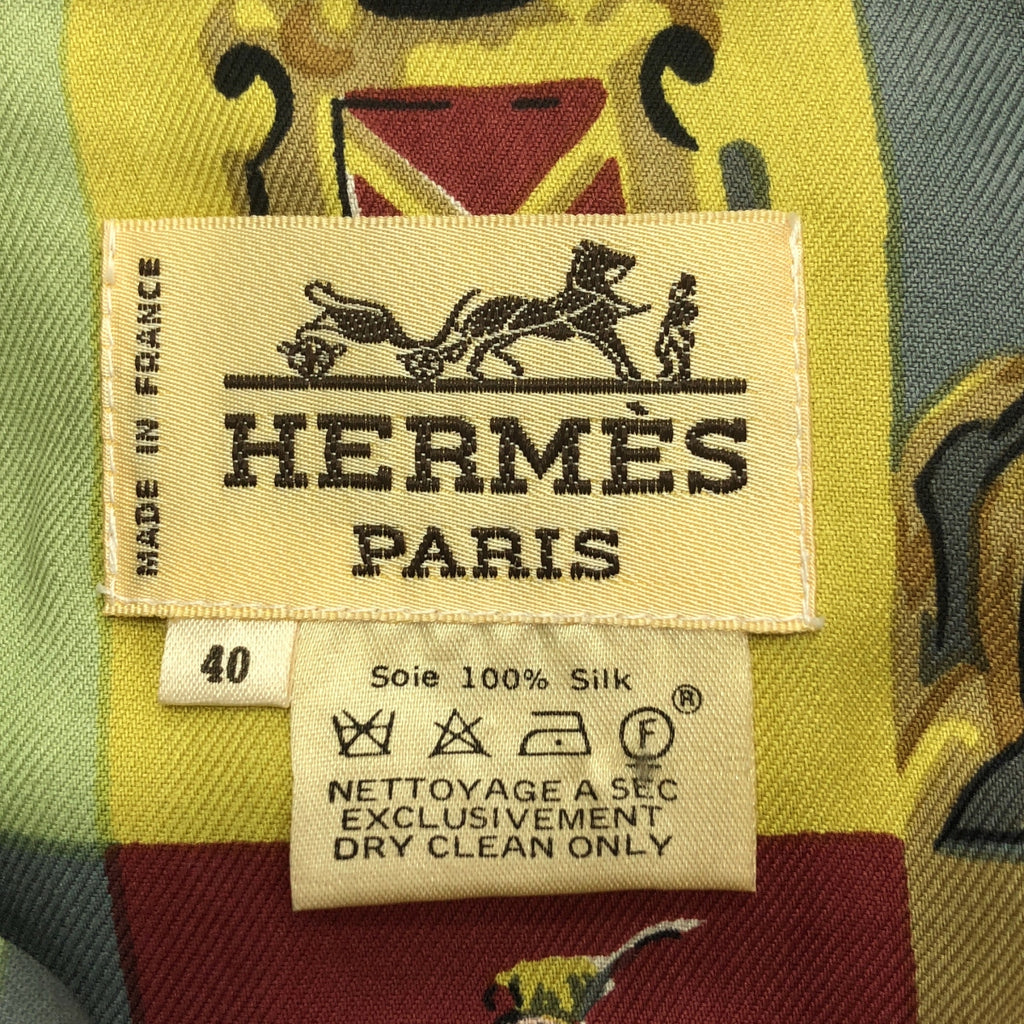 MADE IN FRANCE
HERMÈS
PARIS
40
Soie 100% Silk
F ®
NETTOYAGE A SEC
EXCLUSIVEMENT
DRY CLEAN ONLY